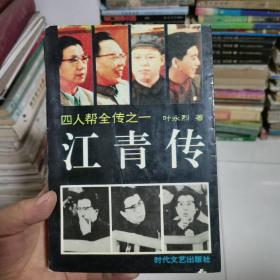 四人帮全传之一 叶永烈 著
江青传
时代文艺出版社